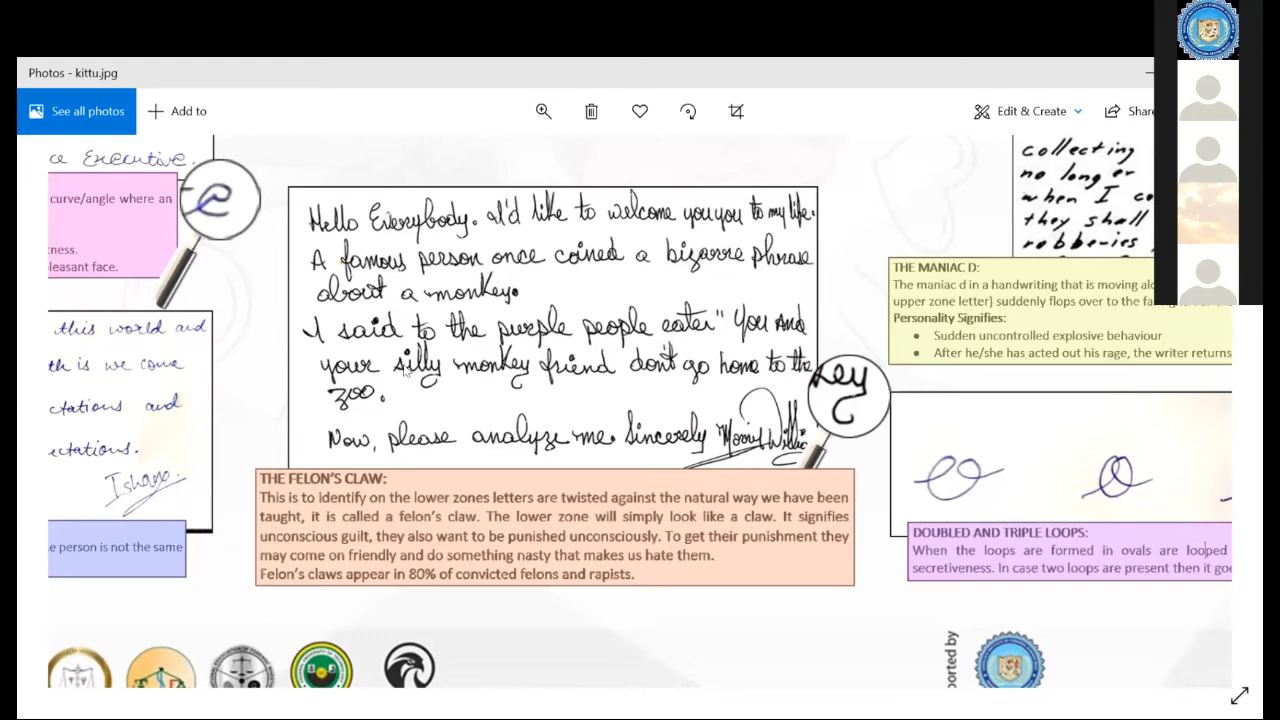 Photos - kittu.jpg
See all photos
Add to
Edit & Create
Share
ce Executive.
e
curve/angle where an
tness.
leasant face.
this world and
th is we come
ctations and
ectations.
e person is not the same
Hello Everybody. I'd like to welcome you you to my life.
A famous person once coined a bizarre phrase
about a monkey.
I said to the purple people eater" You And
your silly monkey friend don't go home to the
zoo.
Now, please analyze me. Sincerely Morris Willi
key
THE FELON'S CLAW:
This is to identify on the lower zones letters are twisted against the natural way we have been
taught, it is called a felon's claw. The lower zone will simply look like a claw. It signifies
unconscious guilt, they also want to be punished unconsciously. To get their punishment they
may come on friendly and do something nasty that makes us hate them.
Felon's claws appear in 80% of convicted felons and rapists.
collecting
no longer
when I co
they shall
robberies
THE MANIAC D:
The maniac d in a handwriting that is moving alo
upper zone letter) suddenly flops over to the fa
Personality Signifies:
• Sudden uncontrolled explosive behaviour
• After he/she has acted out his rage, the writer returns
DOUBLED AND TRIPLE LOOPS:
When the loops are formed in ovals are looped
secretiveness. In case two loops are present then it goe
orted by